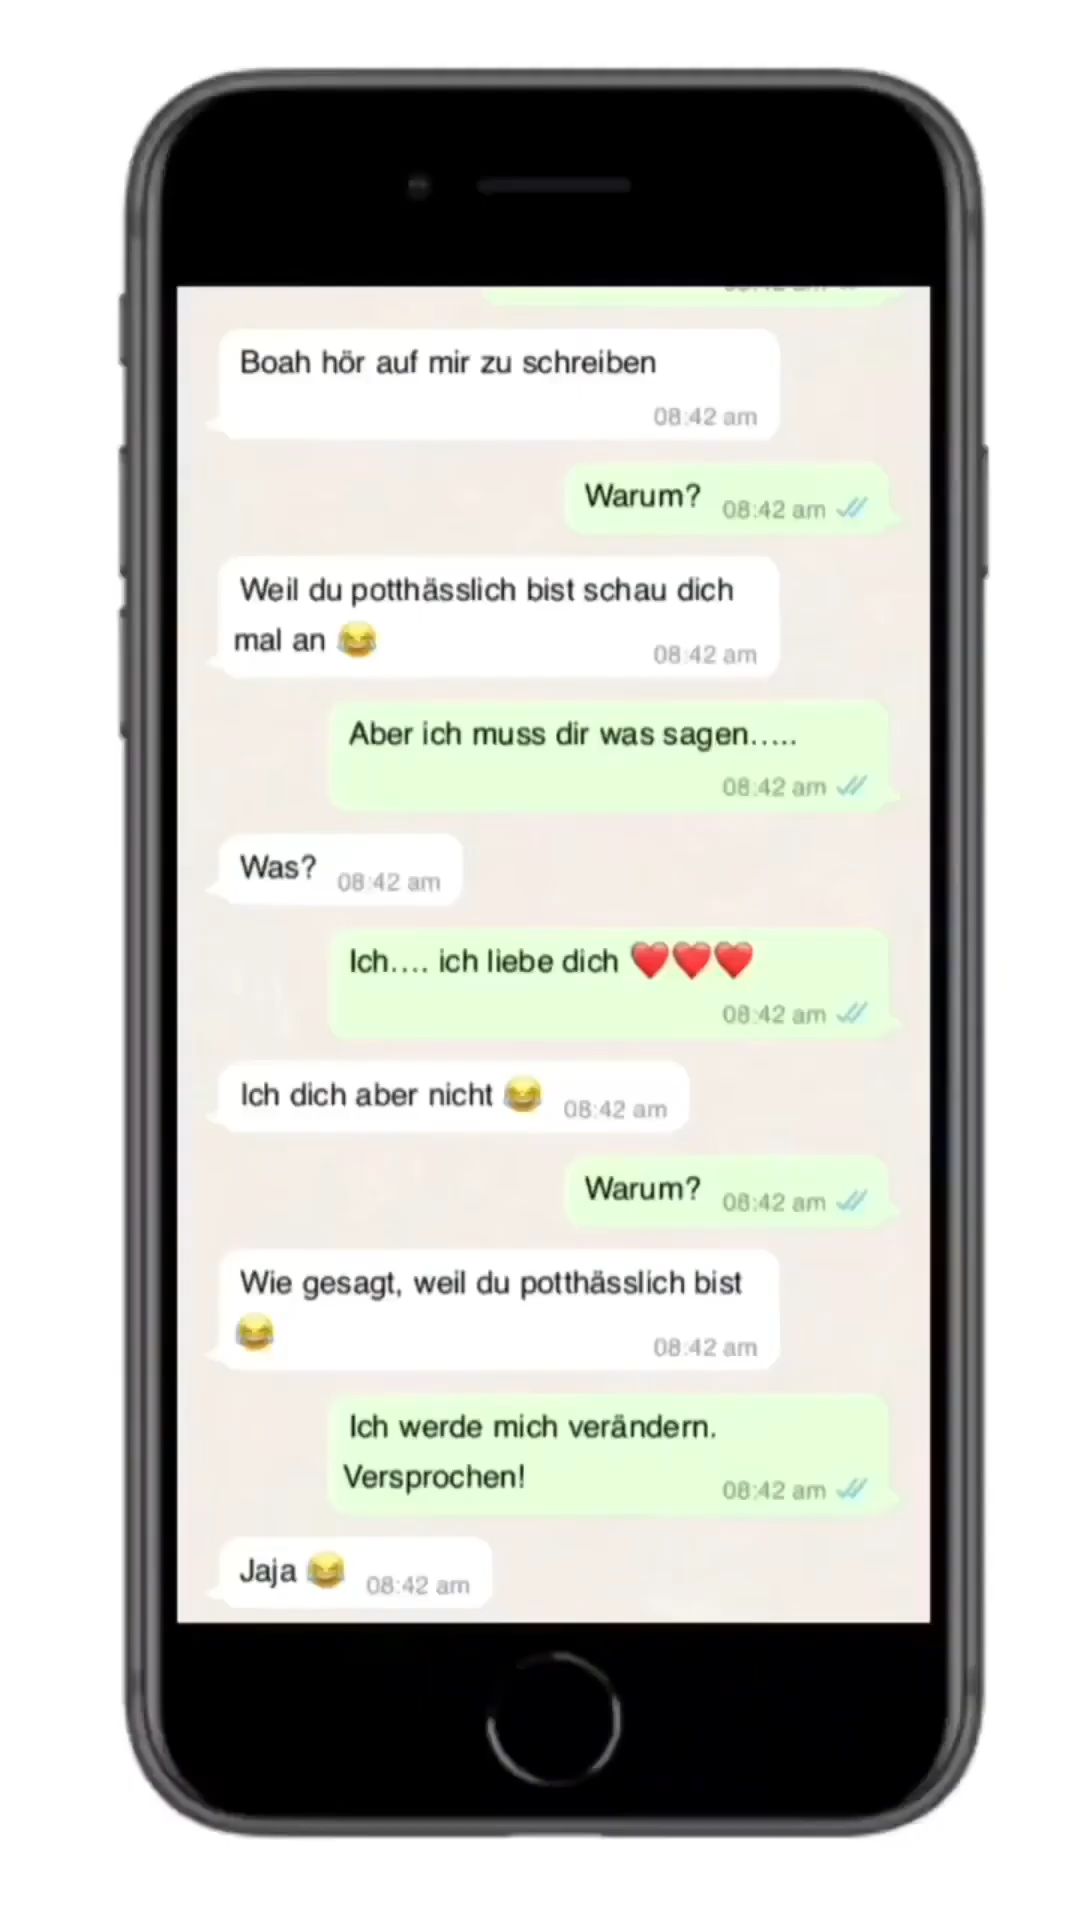 Boah hör auf mir zu schreiben
08:42 am
Warum? 08:42 am
Weil du potthässlich bist schau dich
mal an 😂 08:42 am
Aber ich muss dir was sagen.....
08:42 am
Was? 08:42 am
Ich.... ich liebe dich ❤️❤️❤️
08:42 am
Ich dich aber nicht 😂 08:42 am
Warum? 08:42 am
Wie gesagt, weil du potthässlich bist
😂 08:42 am
Ich werde mich verändern.
Versprochen! 08:42 am
Jaja 😂 08:42 am